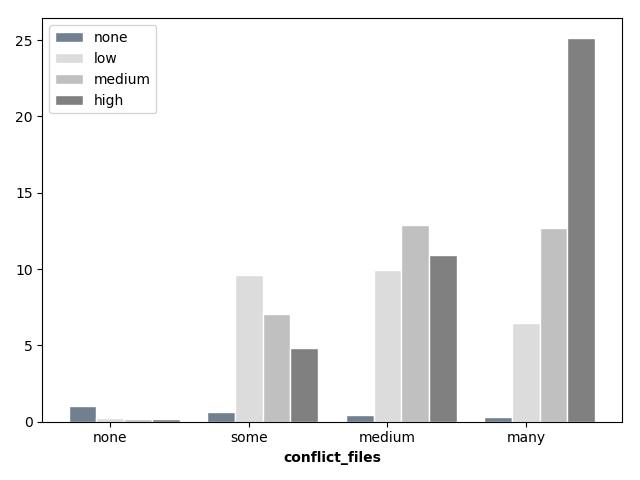 none
low
medium
high
25
20
15
10
5
0
none some medium many
conflict_files